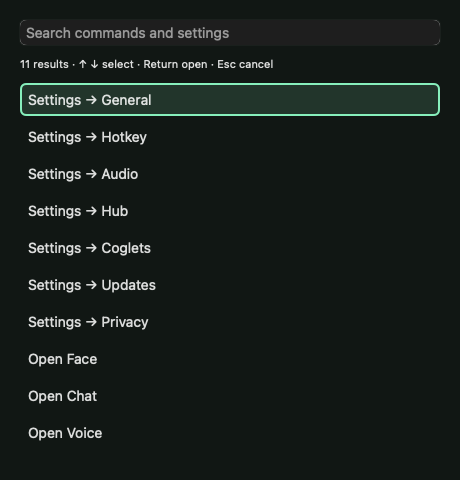 Search commands and settings
11 results · ↑ ↓ select · Return open · Esc cancel
Settings → General
Settings → Hotkey
Settings → Audio
Settings → Hub
Settings → Coglets
Settings → Updates
Settings → Privacy
Open Face
Open Chat
Open Voice